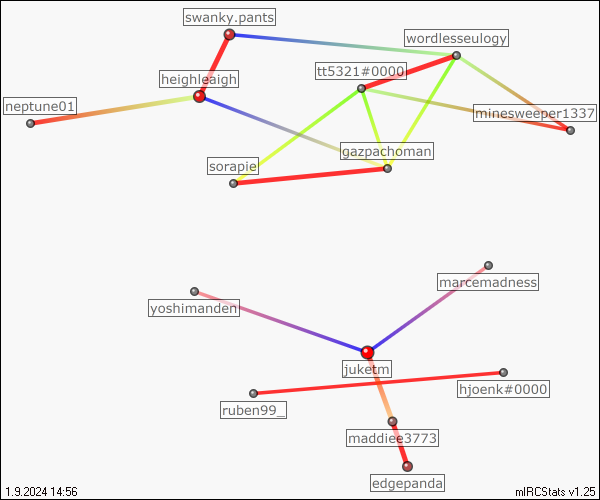 swanky.pants
wordlesseulogy
tt5321#0000
heighleaigh
neptune01
minesweeper1337
gazpachoman
sorapie
marcemadness
yoshimanden
juketm
hjoenk#0000
ruben99_
maddiee3773
edgepanda
1.9.2024 14:56
mIRCStats v1.25